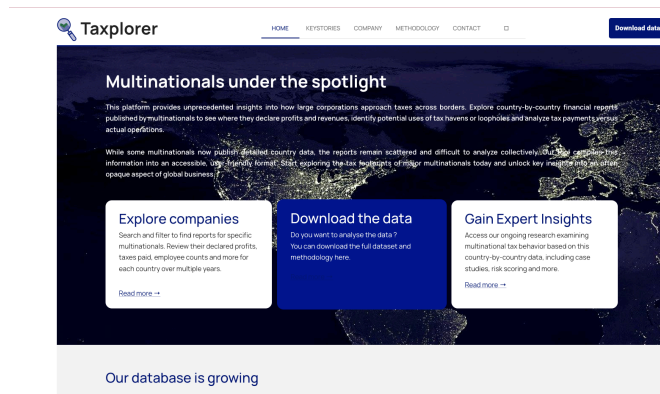 Taxplorer
HOME KEYSTORIES COMPANY METHODOLOGY CONTACT
Download data
Multinationals under the spotlight
This platform provides unprecedented insights into how large corporations approach taxes across borders. Explore country-by-country financial reports
published by multinationals to see where they declare profits and revenues, identify potential uses of tax havens or loopholes and analyze tax payments versus
actual operations.
While some multinationals now publish detailed country data, the reports remain scattered and difficult to analyze collectively. Our tool compiles this
information into an accessible, user-friendly format. Start exploring the tax footprints of major multinationals today and unlock key insights into an often
opaque aspect of global business.
Explore companies
Search and filter to find reports for specific
multinationals. Review their declared profits,
taxes paid, employee counts and more for
each country over multiple years.
Read more →
Download the data
Do you want to analyse the data ?
You can download the full dataset and
methodology here.
Gain Expert Insights
Access our ongoing research examining
multinational tax behavior based on this
country-by-country data, including case
studies, risk scoring and more.
Read more →
Our database is growing